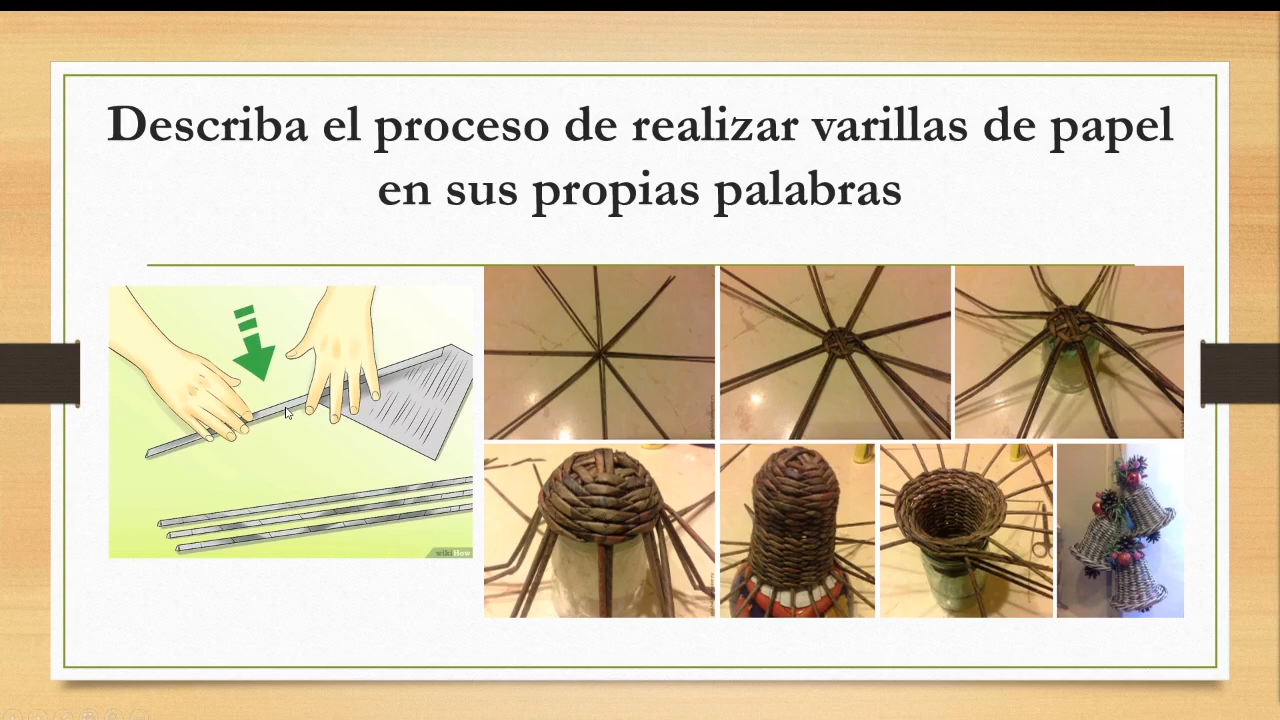 Describa el proceso de realizar varillas de papel
en sus propias palabras
wikiHow